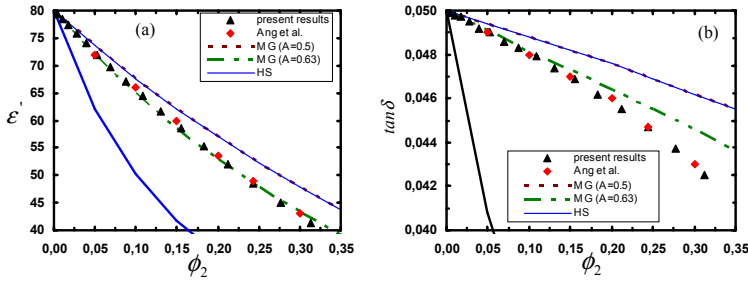 (a)
present results
Ang et al.
MG (A=0.5)
MG (A=0.63)
HS
80
75
70
65
60
55
50
45
40
ε'
0,00 0,05 0,10 0,15 0,20 0,25 0,30 0,35
ϕ2
(b)
0,050
0,048
0,046
0,044
0,042
0,040
tanδ
present results
Ang et al.
MG (A=0.5)
MG (A=0.63)
HS
0,00 0,05 0,10 0,15 0,20 0,25 0,30 0,35
ϕ2